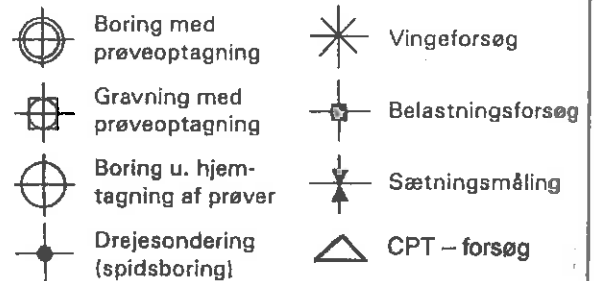 Boring med
prøveoptagning
Gravning med
prøveoptagning
Boring u. hjem-
tagning af prøver
Drejesondering
(spidsboring)
Vingeforsøg
Belastningsforsøg
Sætningsmåling
CPT – forsøg